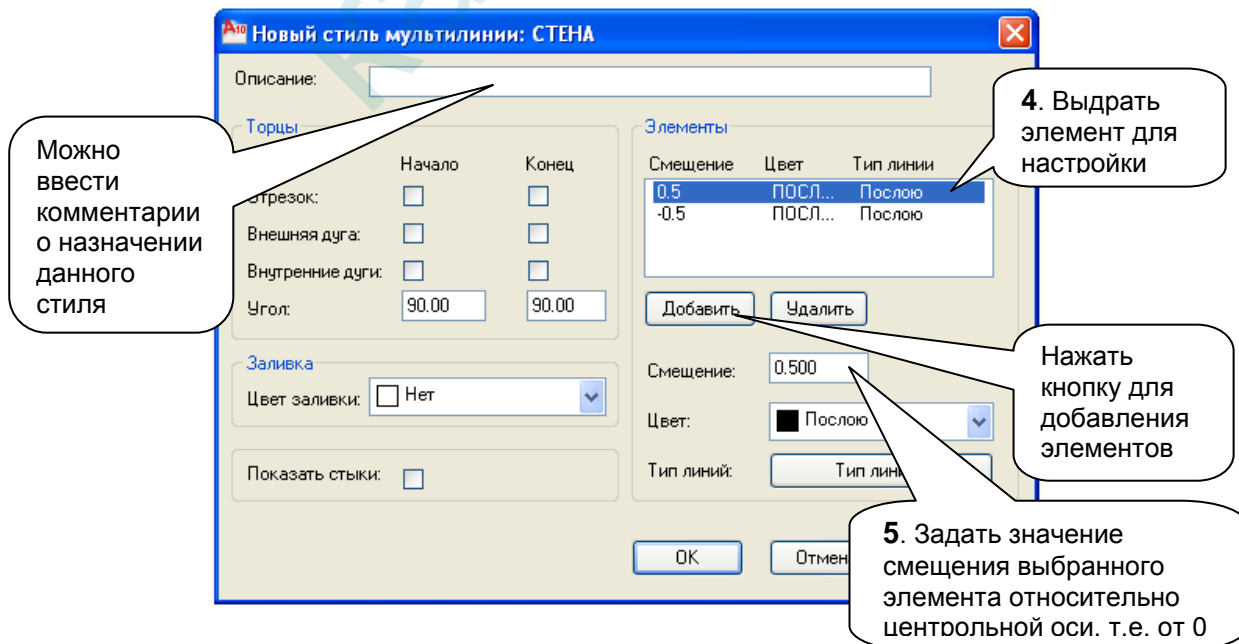 Новый стиль мультилинии: СТЕНА
Описание:
Можно
ввести
комментарии
о назначении
данного
стиля
4. Выдрать
элемент для
настройки
Торцы
Начало Конец
Отрезок:
Внешняя дуга:
Внутренние дуги:
Угол: 90.00 90.00
Заливка
Цвет заливки: Нет
Показать стыки:
Элементы
Смещение Цвет Тип линии
0.5 ПОСЛ... Послою
-0.5 ПОСЛ... Послою
Добавить Удалить
Смещение: 0.500
Цвет: Послою
Тип линий: Тип лини
Нажать
кнопку для
добавления
элементов
5. Задать значение
смещения выбранного
элемента относительно
центрольной оси, т.е. от 0
OK Отмен